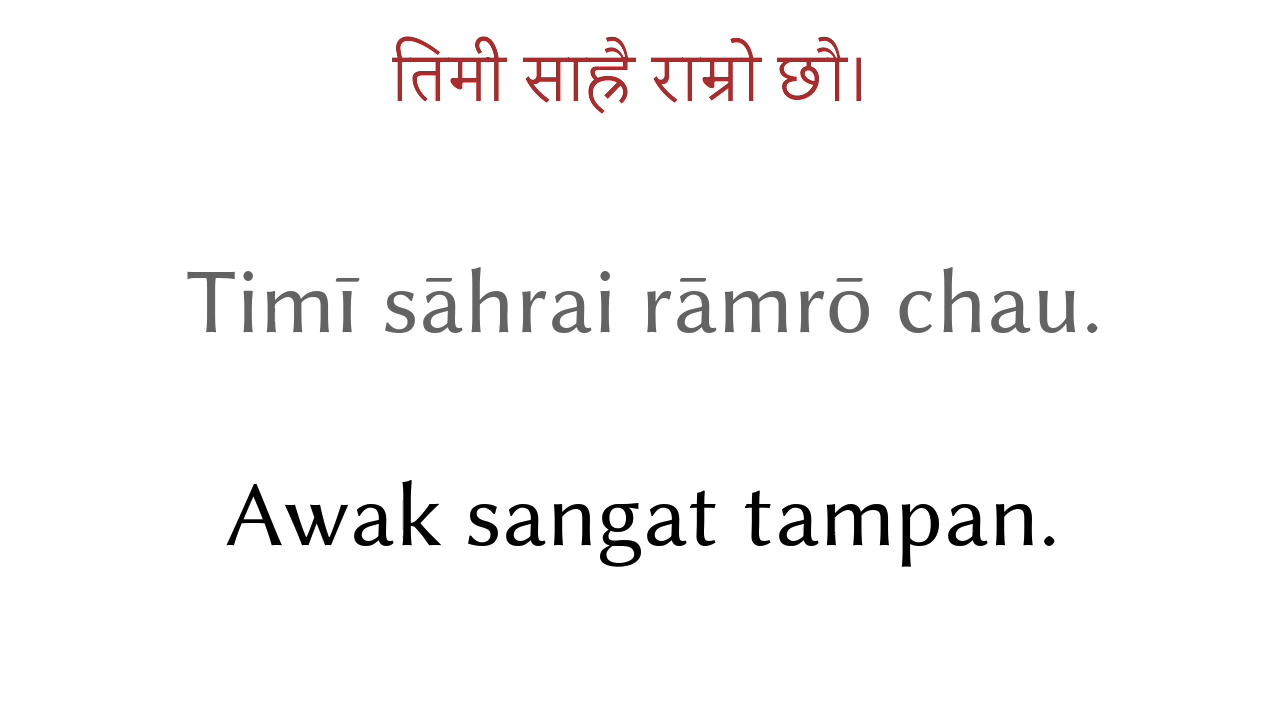 तिमी साह्रै राम्रो छौ।
Timī sāhrai rāmrō chau.
Awak sangat tampan.